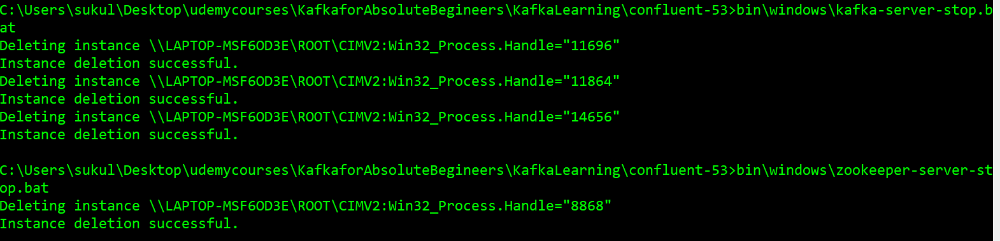 C:\Users\sukul\Desktop\udemycourses\KafkaforAbsoluteBegineers\KafkaLearning\confluent-53>bin\windows\kafka-server-stop.b
at
Deleting instance \\LAPTOP-MSF6OD3E\ROOT\CIMV2:Win32_Process.Handle="11696"
Instance deletion successful.
Deleting instance \\LAPTOP-MSF6OD3E\ROOT\CIMV2:Win32_Process.Handle="11864"
Instance deletion successful.
Deleting instance \\LAPTOP-MSF6OD3E\ROOT\CIMV2:Win32_Process.Handle="14656"
Instance deletion successful.
C:\Users\sukul\Desktop\udemycourses\KafkaforAbsoluteBegineers\KafkaLearning\confluent-53>bin\windows\zookeeper-server-st
op.bat
Deleting instance \\LAPTOP-MSF6OD3E\ROOT\CIMV2:Win32_Process.Handle="8868"
Instance deletion successful.